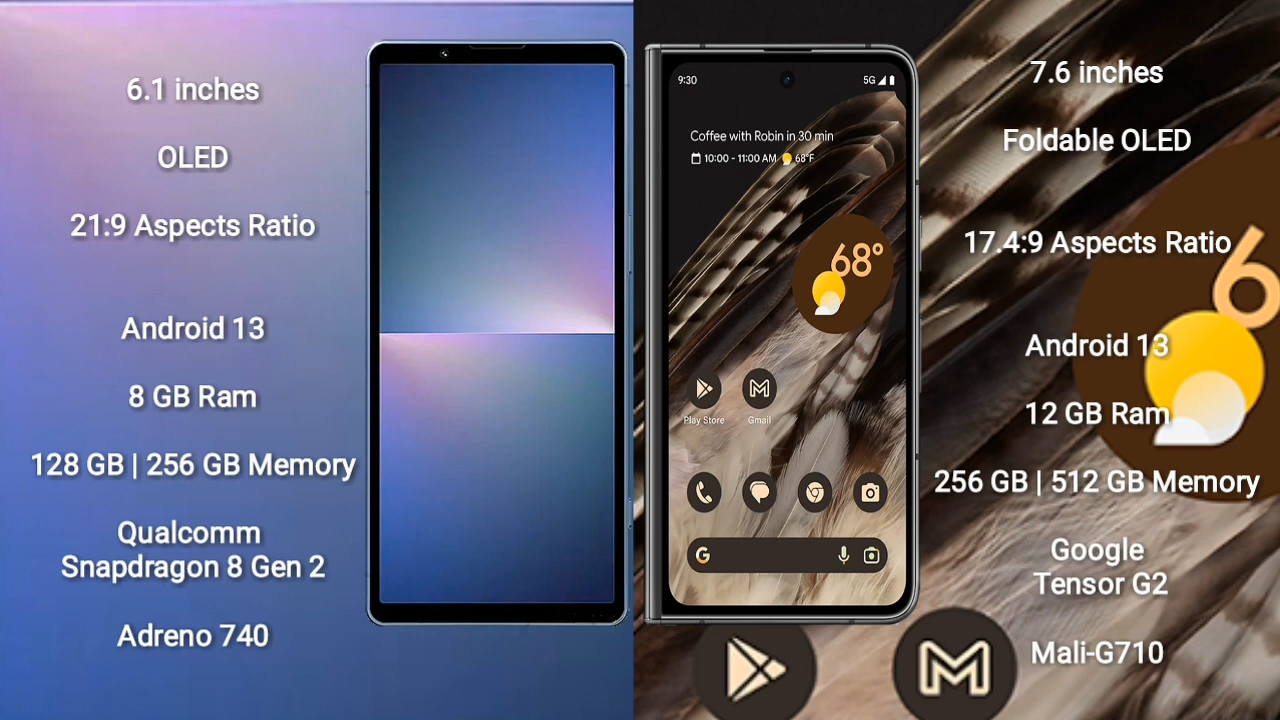 6.1 inches
OLED
21:9 Aspects Ratio
Android 13
8 GB Ram
128 GB | 256 GB Memory
Qualcomm
Snapdragon 8 Gen 2
Adreno 740
9:30
5G
Coffee with Robin in 30 min
10:00 - 11:00 AM 68°F
68°
Play Store
Gmail
G
7.6 inches
Foldable OLED
17.4:9 Aspects Ratio
6
Android 13
12 GB Ram
256 GB | 512 GB Memory
Google
Tensor G2
Mali-G710